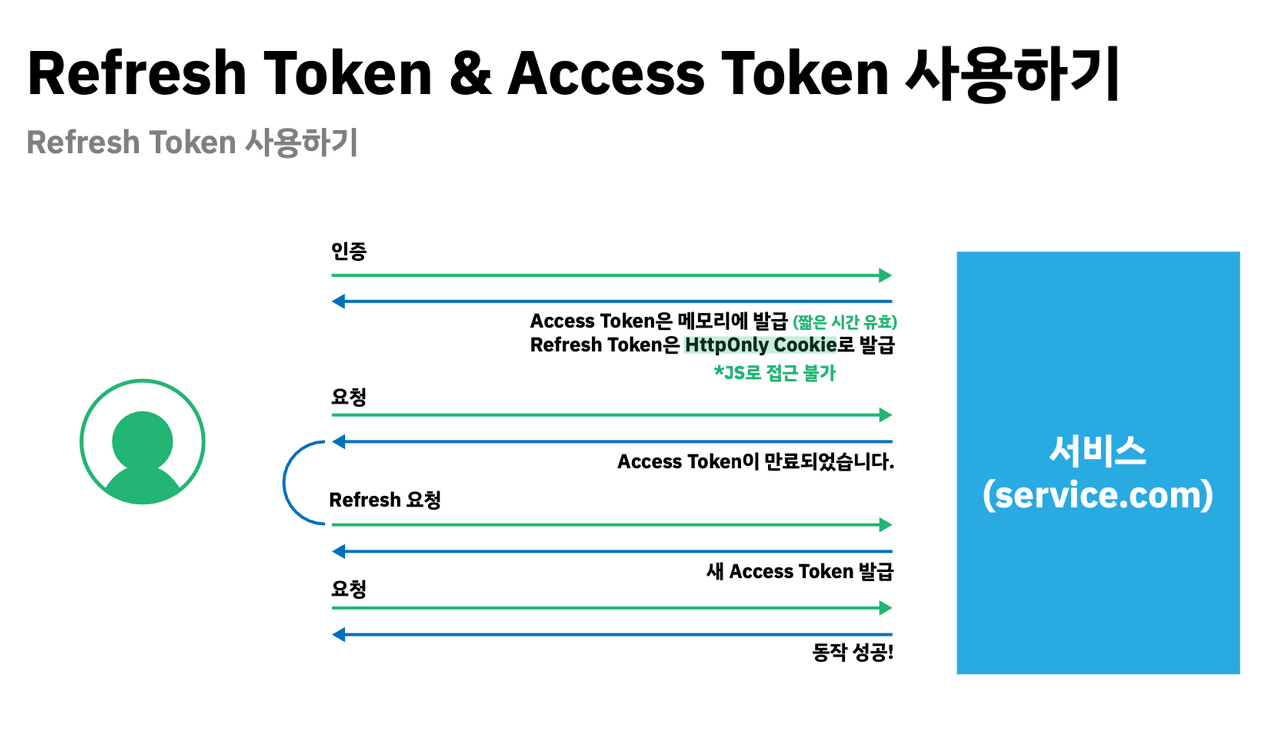 Refresh Token & Access Token 사용하기
Refresh Token 사용하기
인증
Access Token은 메모리에 발급 (짧은 시간 유효)
Refresh Token은 HttpOnly Cookie로 발급
*JS로 접근 불가
요청
Access Token이 만료되었습니다.
Refresh 요청
새 Access Token 발급
요청
동작 성공!
서비스
(service.com)